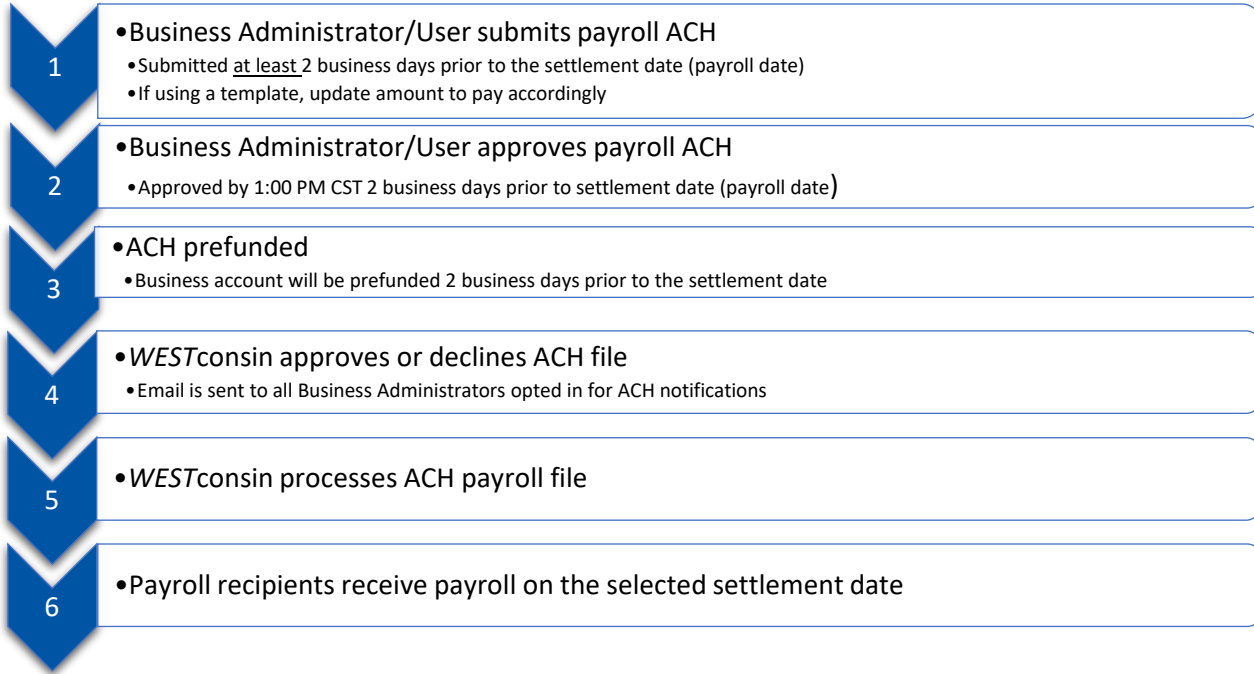 1
•Business Administrator/User submits payroll ACH
•Submitted at least 2 business days prior to the settlement date (payroll date)
•If using a template, update amount to pay accordingly
2
•Business Administrator/User approves payroll ACH
•Approved by 1:00 PM CST 2 business days prior to settlement date (payroll date)
3
•ACH prefunded
•Business account will be prefunded 2 business days prior to the settlement date
4
•WESTconsin approves or declines ACH file
•Email is sent to all Business Administrators opted in for ACH notifications
5
•WESTconsin processes ACH payroll file
6
•Payroll recipients receive payroll on the selected settlement date